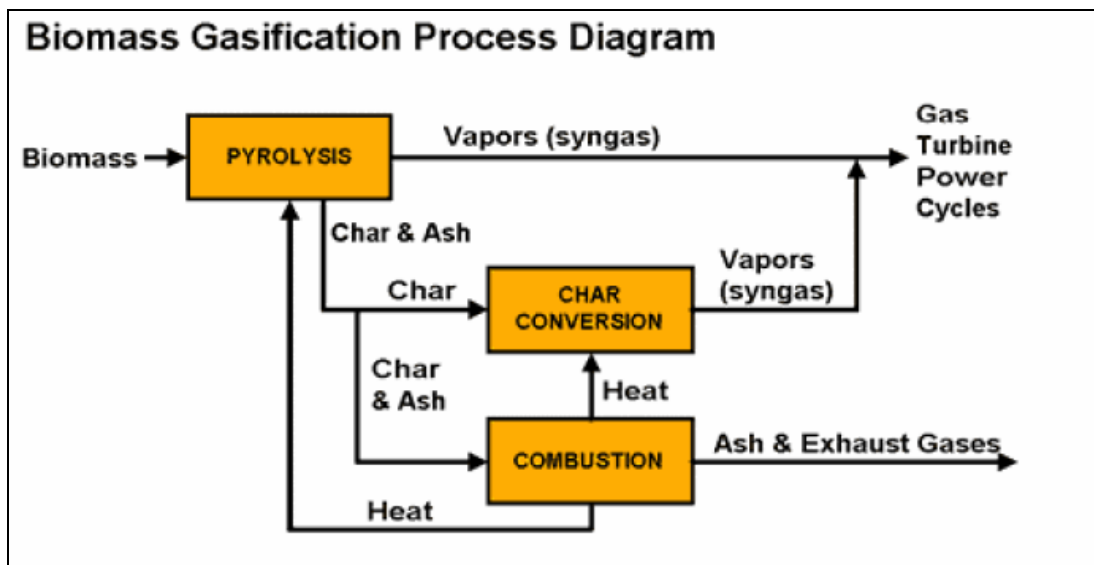 Biomass Gasification Process Diagram
Biomass
PYROLYSIS
Vapors (syngas)
Gas
Turbine
Power
Cycles
Char & Ash
Char
CHAR
CONVERSION
Vapors
(syngas)
Char
& Ash
Heat
COMBUSTION
Ash & Exhaust Gases
Heat